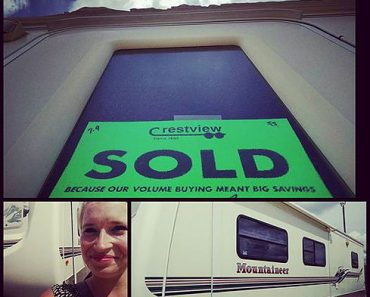 Crestview
SOLD
BECAUSE OUR VOLUME BUYING MEANT BIG SAVINGS
Mountaineer